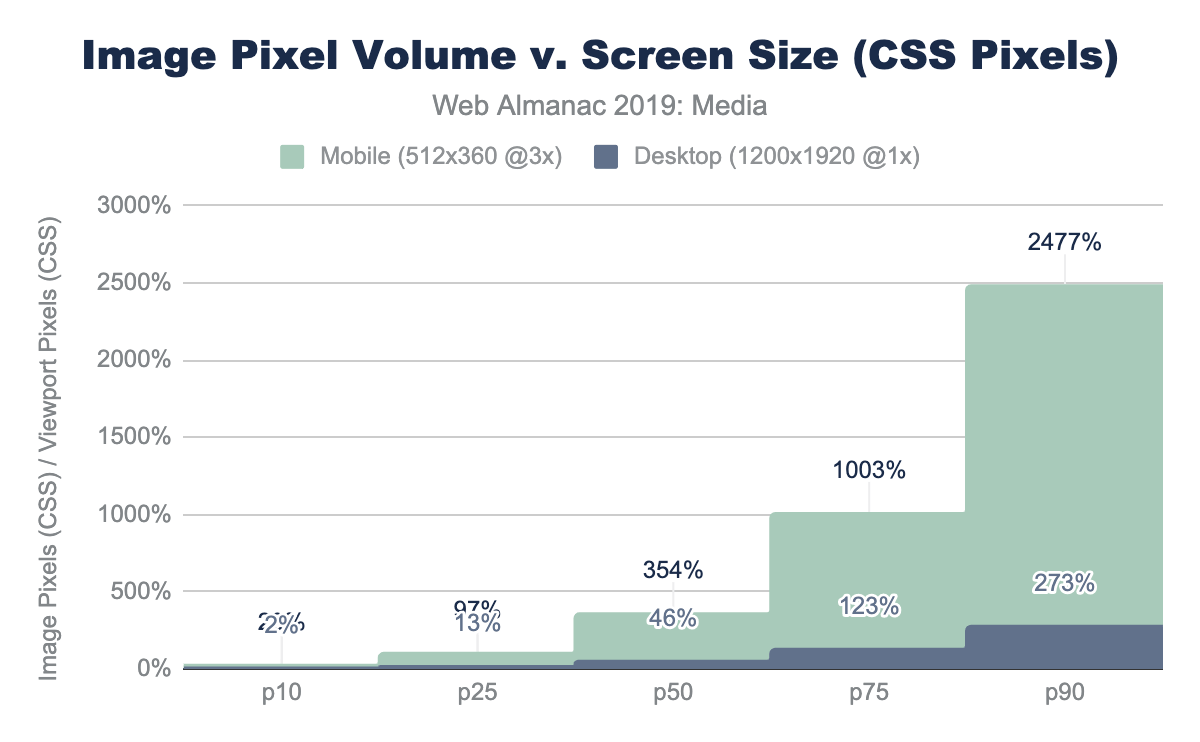 Image Pixel Volume v. Screen Size (CSS Pixels)
Web Almanac 2019: Media
Mobile (512x360 @3x)
Desktop (1200x1920 @1x)
Image Pixels (CSS) / Viewport Pixels (CSS)
3000%
2500%
2000%
1500%
1000%
500%
0%
2477%
1003%
354%
97%
273%
123%
46%
13%
2%
p10
p25
p50
p75
p90